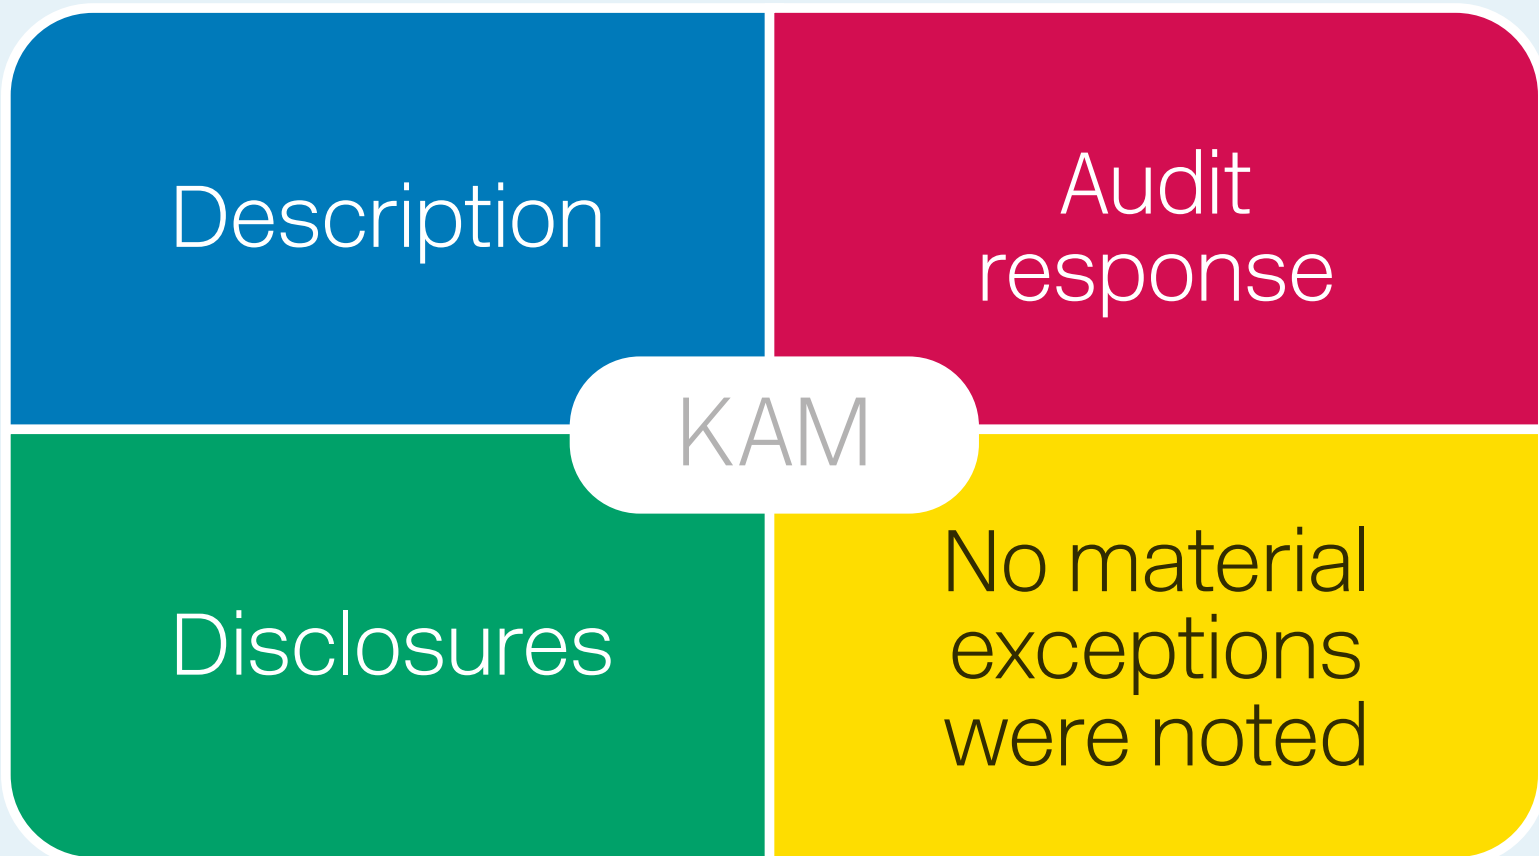 Description
Audit
response
KAM
Disclosures
No material
exceptions
were noted